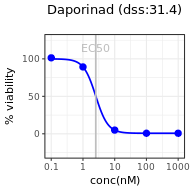 Daporinad (dss:31.4)
EC50
100
50
0
% viability
0.1 1 10 100 1000
conc(nM)